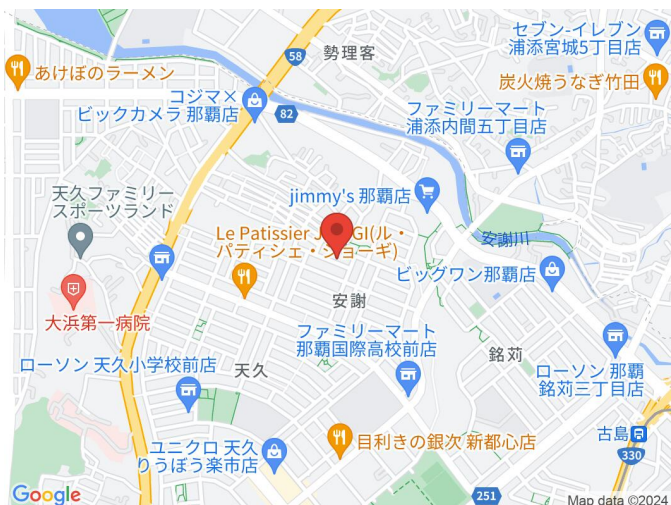 セブン-イレブン
浦添宮城5丁目店
58
勢理客
あけぼのラーメン
炭火焼うなぎ竹田
コジマ×
ビックカメラ 那覇店
82
ファミリーマート
浦添内間五丁目店
天久ファミリー
スポーツランド
jimmy's 那覇店
Le Patissier J GI(ル・
パティシェ・ジョーギ)
安謝川
ビッグワン那覇店
大浜第一病院
安謝
ファミリーマート
那覇国際高校前店
銘苅
ローソン 天久小学校前店
天久
ローソン 那覇
銘苅三丁目店
古島
330
ユニクロ 天久
りうぼう楽市店
目利きの銀次 新都心店
251
Google
Map data ©2024